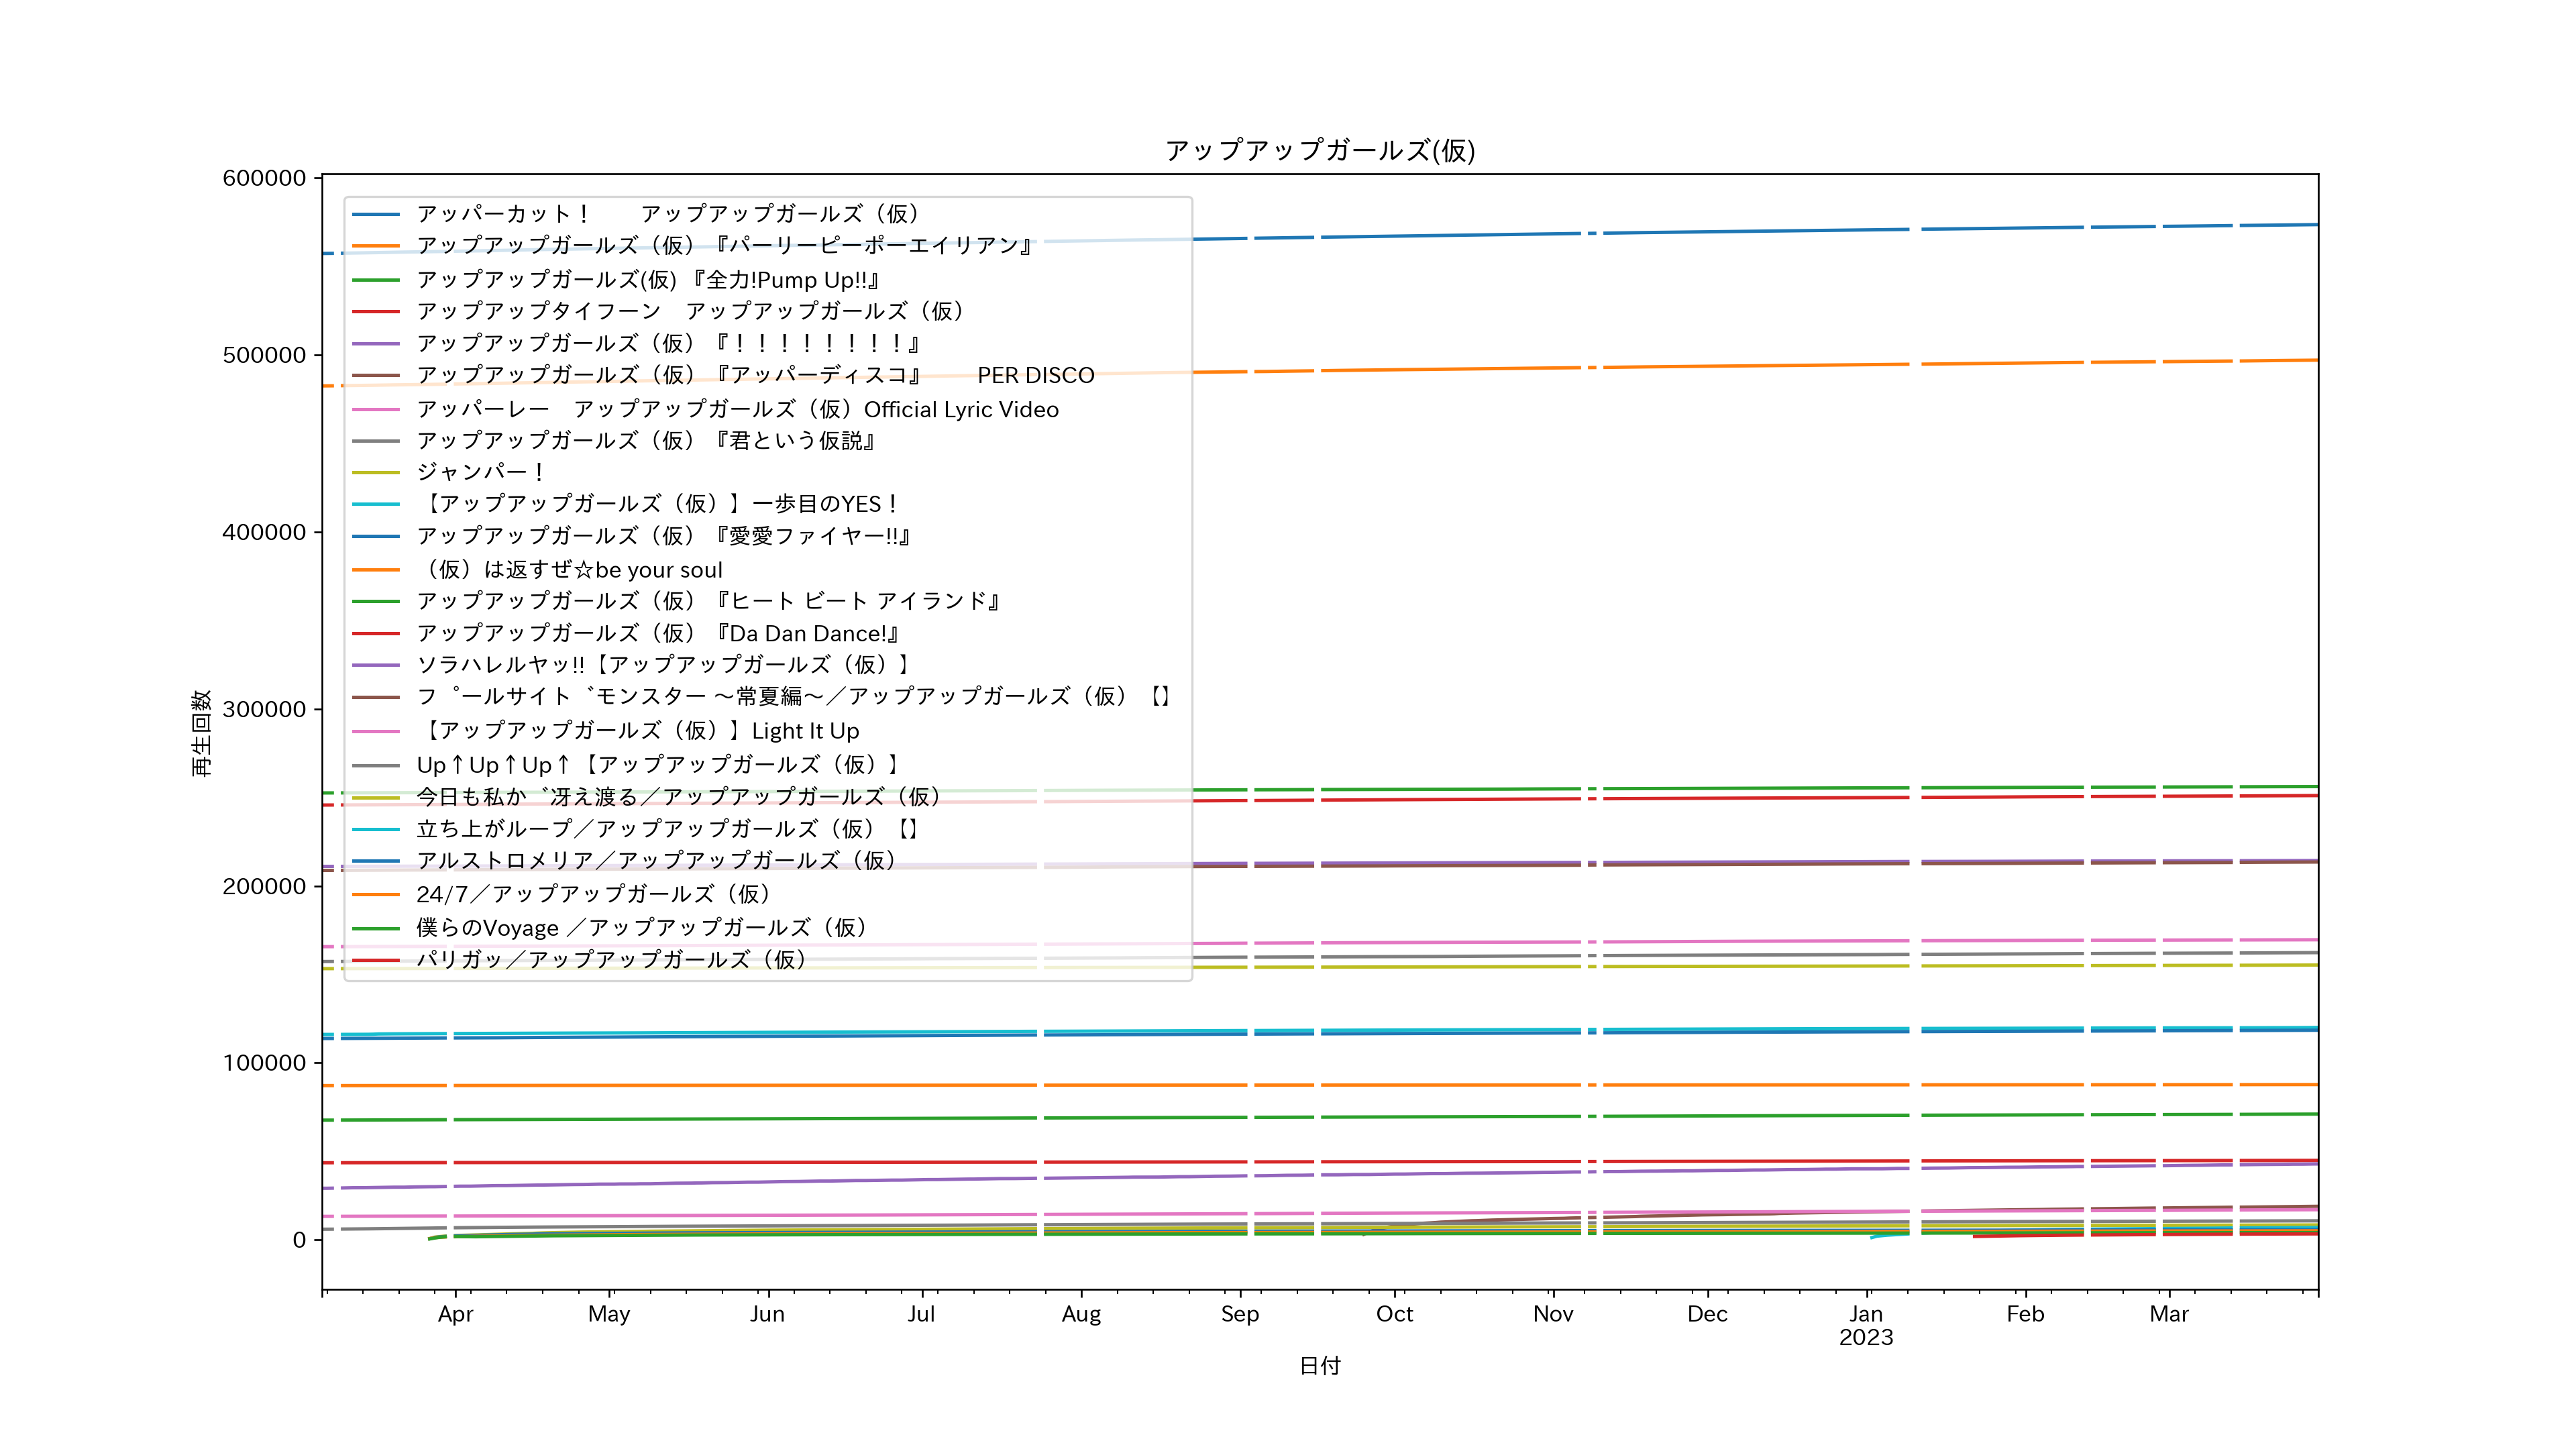 アップアップガールズ(仮)
600000
500000
400000
300000
200000
100000
0
再生回数
アッパーカット！　　アップアップガールズ（仮）
アップアップガールズ（仮）『パーリーピーポーエイリアン』
アップアップガールズ(仮) 『全力!Pump Up!!』
アップアップタイフーン　アップアップガールズ（仮）
アップアップガールズ（仮）『！！！！！！！！』
アップアップガールズ（仮）『アッパーディスコ』　　PER DISCO
アッパーレー　アップアップガールズ（仮）Official Lyric Video
アップアップガールズ（仮）『君という仮説』
ジャンパー！
【アップアップガールズ（仮）】一歩目のYES！
アップアップガールズ（仮）『愛愛ファイヤー!!』
（仮）は返すぜ☆be your soul
アップアップガールズ（仮）『ヒート ビート アイランド』
アップアップガールズ（仮）『Da Dan Dance!』
ソラハレルヤッ!!【アップアップガールズ（仮）】
フ゜ールサイト゛モンスター 〜常夏編〜／アップアップガールズ（仮）【】
【アップアップガールズ（仮）】Light It Up
Up↑Up↑Up↑【アップアップガールズ（仮）】
今日も私か゛冴え渡る／アップアップガールズ（仮）
立ち上がループ／アップアップガールズ（仮）【】
アルストロメリア／アップアップガールズ（仮）
24/7／アップアップガールズ（仮）
僕らのVoyage ／アップアップガールズ（仮）
パリガッ／アップアップガールズ（仮）
Apr May Jun Jul Aug Sep Oct Nov Dec Jan Feb Mar
2023
日付